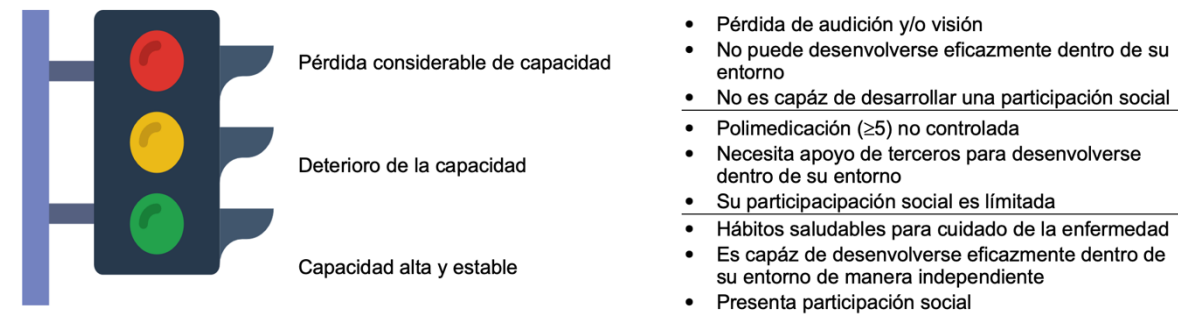 Pérdida considerable de capacidad
• Pérdida de audición y/o visión
• No puede desenvolverse eficazmente dentro de su
entorno
• No es capáz de desarrollar una participación social
Deterioro de la capacidad
• Polimedicación (≥5) no controlada
• Necesita apoyo de terceros para desenvolverse
dentro de su entorno
• Su participacipación social es límitada
Capacidad alta y estable
• Hábitos saludables para cuidado de la enfermedad
• Es capáz de desenvolverse eficazmente dentro de
su entorno de manera independiente
• Presenta participación social